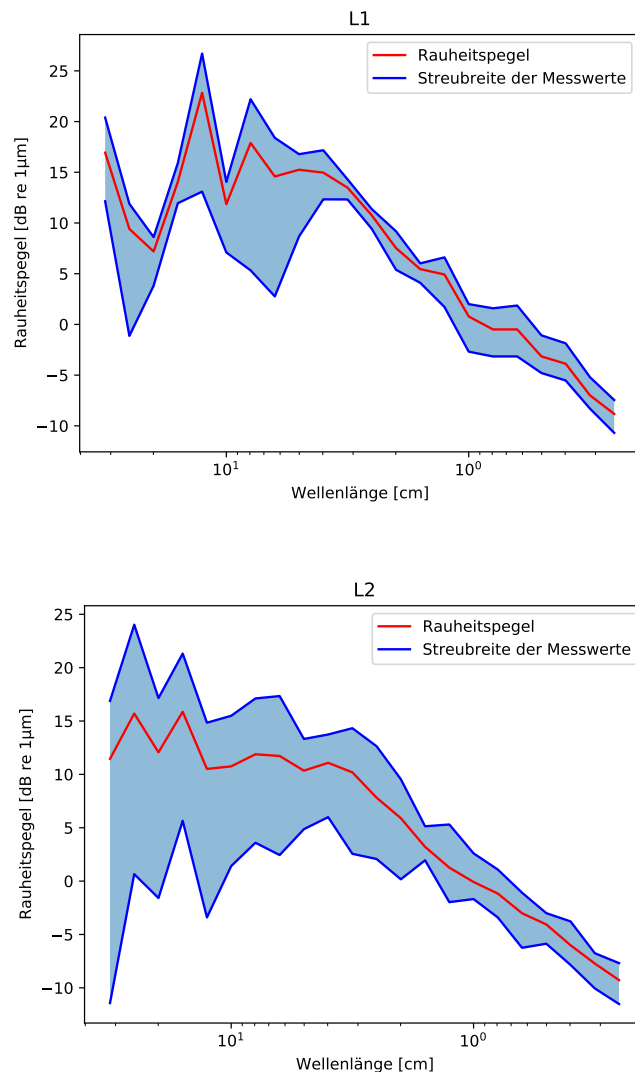 L1
Rauheitspegel
Streubreite der Messwerte
Rauheitspegel [dB re 1µm]
25
20
15
10
5
0
−5
−10
10¹
10⁰
Wellenlänge [cm]
L2
Rauheitspegel
Streubreite der Messwerte
Rauheitspegel [dB re 1µm]
25
20
15
10
5
0
−5
−10
10¹
10⁰
Wellenlänge [cm]